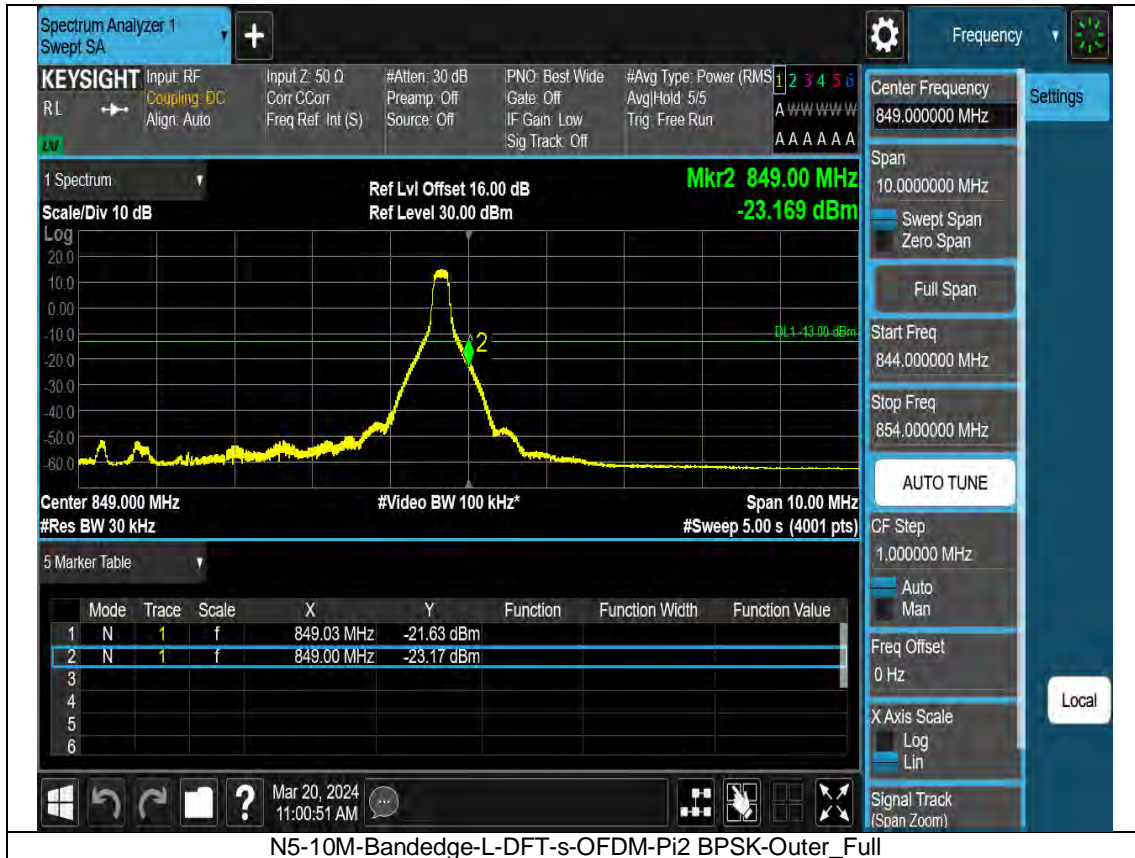 Spectrum Analyzer 1
Swept SA
+
Frequency
KEYSIGHT
RL
Input: RF
Coupling: DC
Align: Auto
Input Z: 50 Ω
Corr CCorr
Freq Ref: Int (S)
#Atten: 30 dB
Preamp: Off
Source: Off
PNO: Best Wide
Gate: Off
IF Gain: Low
Sig Track: Off
#Avg Type: Power (RMS
Avg|Hold: 5/5
Trig: Free Run
1 2 3 4 5 6
A W W W W W
A A A A A A
1 Spectrum
Scale/Div 10 dB
Ref Lvl Offset 16.00 dB
Ref Level 30.00 dBm
Mkr2 849.00 MHz
-23.169 dBm
Log
20.0
10.0
0.00
-10.0
-20.0
-30.0
-40.0
-50.0
-60.0
DL1 -13.00 dBm
2
Center 849.000 MHz
#Video BW 100 kHz*
Span 10.00 MHz
#Res BW 30 kHz
#Sweep 5.00 s (4001 pts)
5 Marker Table
Mode Trace Scale X Y Function Function Width Function Value
1 N 1 f 849.03 MHz -21.63 dBm
2 N 1 f 849.00 MHz -23.17 dBm
3
4
5
6
?
Mar 20, 2024
11:00:51 AM
Center Frequency
849.000000 MHz
Settings
Span
10.0000000 MHz
Swept Span
Zero Span
Full Span
Start Freq
844.000000 MHz
Stop Freq
854.000000 MHz
AUTO TUNE
CF Step
1.000000 MHz
Auto
Man
Freq Offset
0 Hz
Local
X Axis Scale
Log
Lin
Signal Track
(Span Zoom)
N5-10M-Bandedge-L-DFT-s-OFDM-Pi2 BPSK-Outer_Full